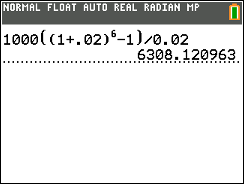 NORMAL FLOAT AUTO REAL RADIAN MP
1000((1+.02)⁶-1)/0.02
6308.120963